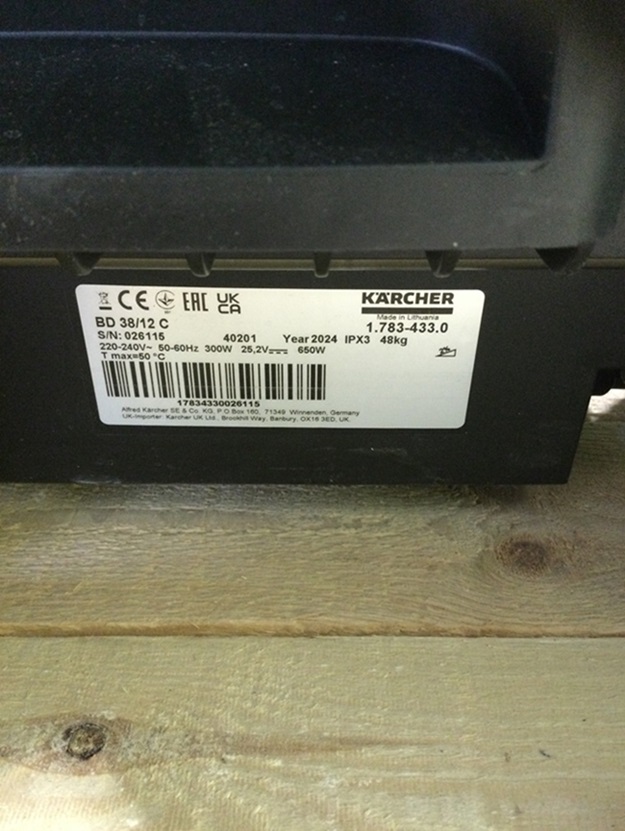 CE EAC UK CA
KÄRCHER
Made in Lithuania
BD 38/12 C
1.783-433.0
S/N: 026115 40201 Year 2024 IPX3 48kg
220-240V~ 50-60Hz 300W 25,2V 650W
T max=50 °C
17834330026115
Alfred Kärcher SE & Co. KG, P.O.Box 160, 71349 Winnenden, Germany
UK-Importer: Karcher UK Ltd., Brookhill Way, Banbury, OX16 3ED, UK